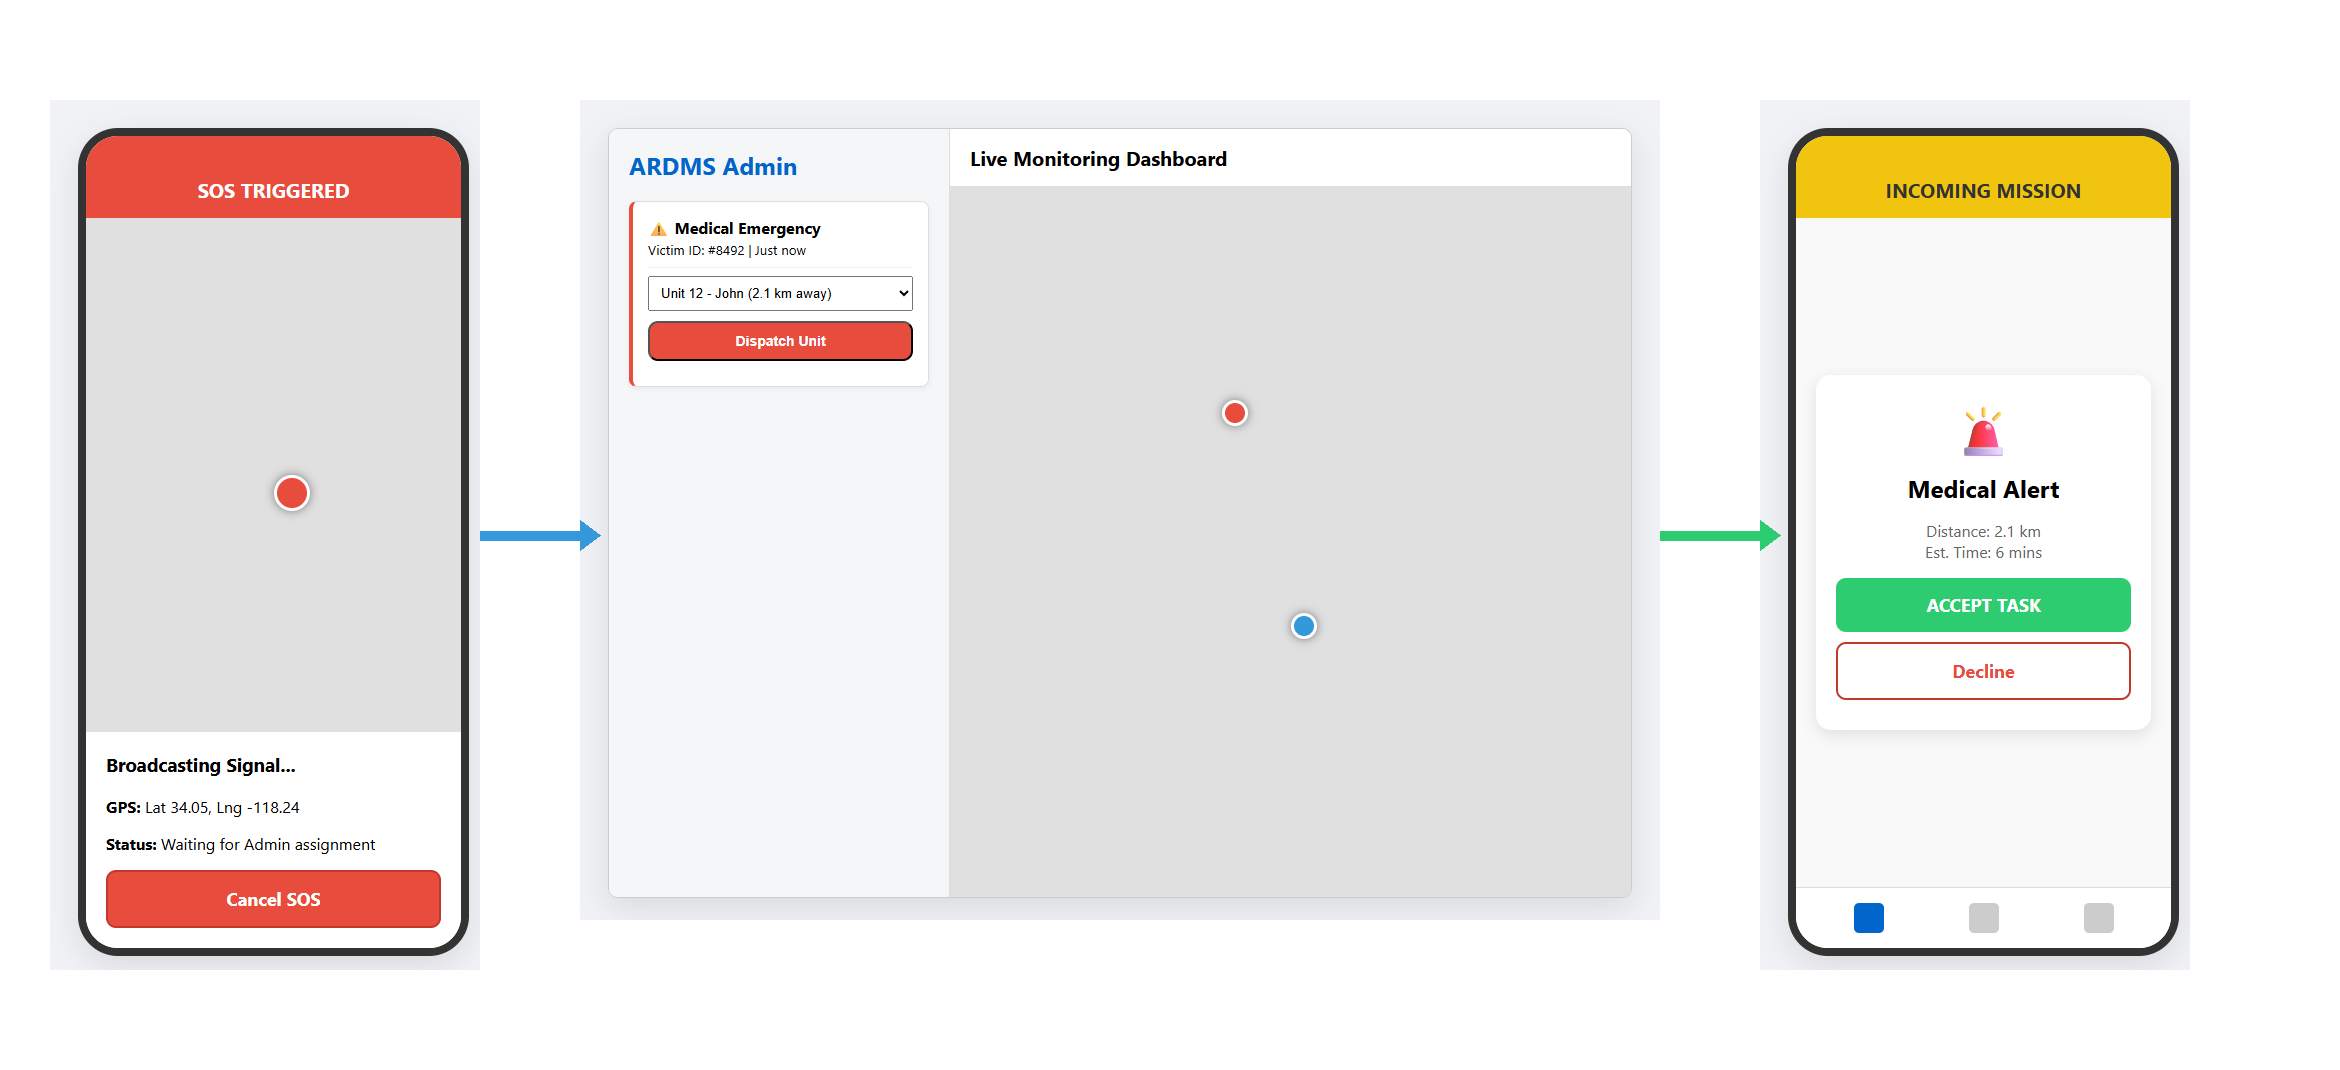 SOS TRIGGERED
Broadcasting Signal...
GPS: Lat 34.05, Lng -118.24
Status: Waiting for Admin assignment
Cancel SOS
ARDMS Admin
⚠ Medical Emergency
Victim ID: #8492 | Just now
Unit 12 - John (2.1 km away)
Dispatch Unit
Live Monitoring Dashboard
INCOMING MISSION
Medical Alert
Distance: 2.1 km
Est. Time: 6 mins
ACCEPT TASK
Decline